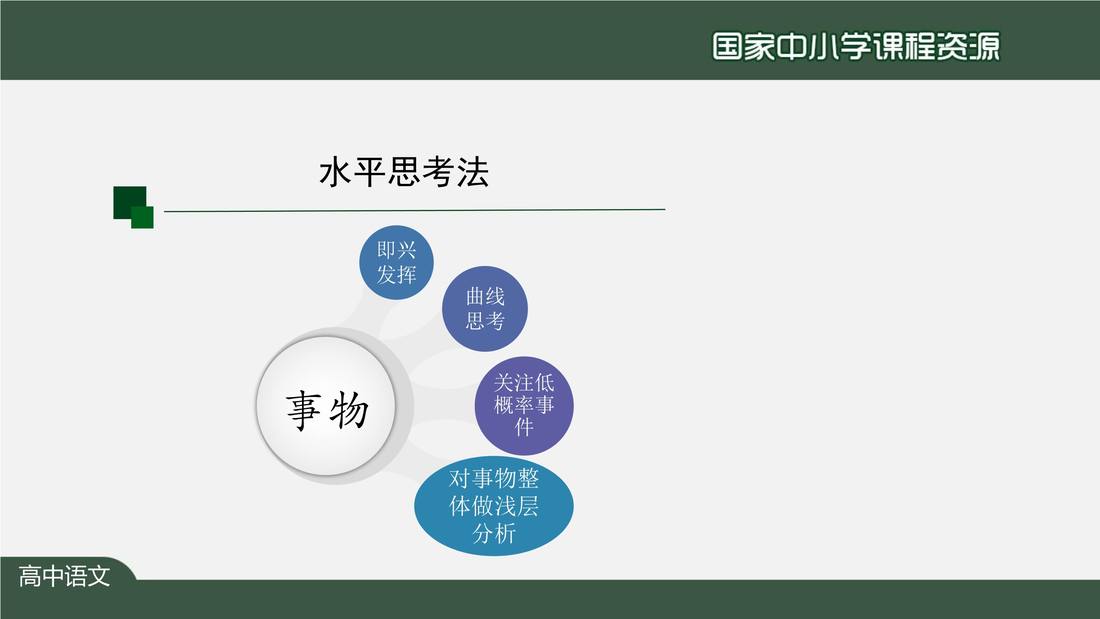 国家中小学课程资源
水平思考法
即兴
发挥
曲线
思考
关注低
概率事
件
事物
对事物整
体做浅层
分析
高中语文